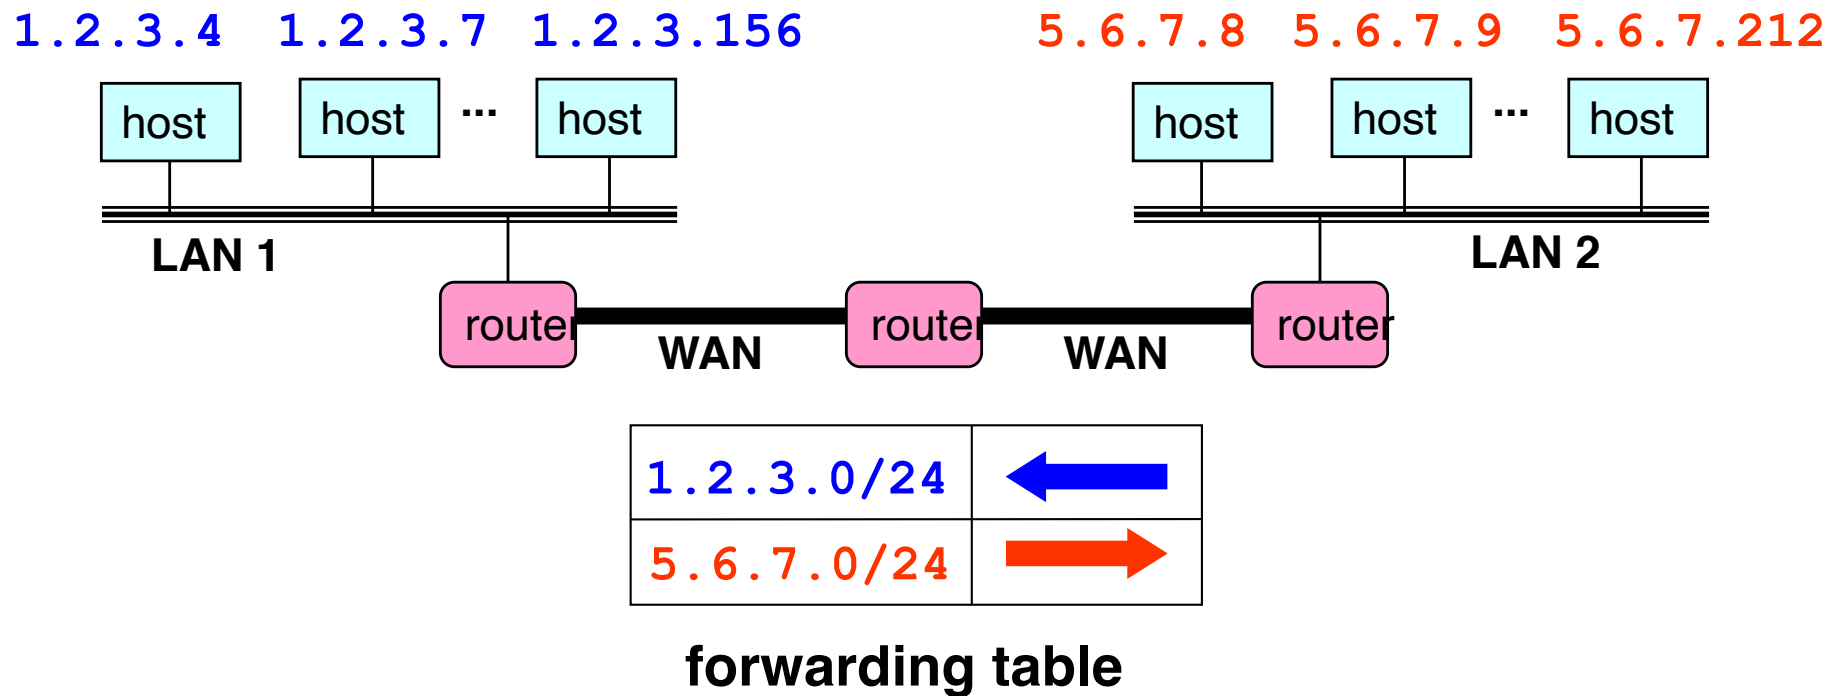 1.2.3.4 1.2.3.7 1.2.3.156 5.6.7.8 5.6.7.9 5.6.7.212
host host ... host host host ... host
LAN 1 LAN 2
router router router
WAN WAN
1.2.3.0/24
5.6.7.0/24
forwarding table